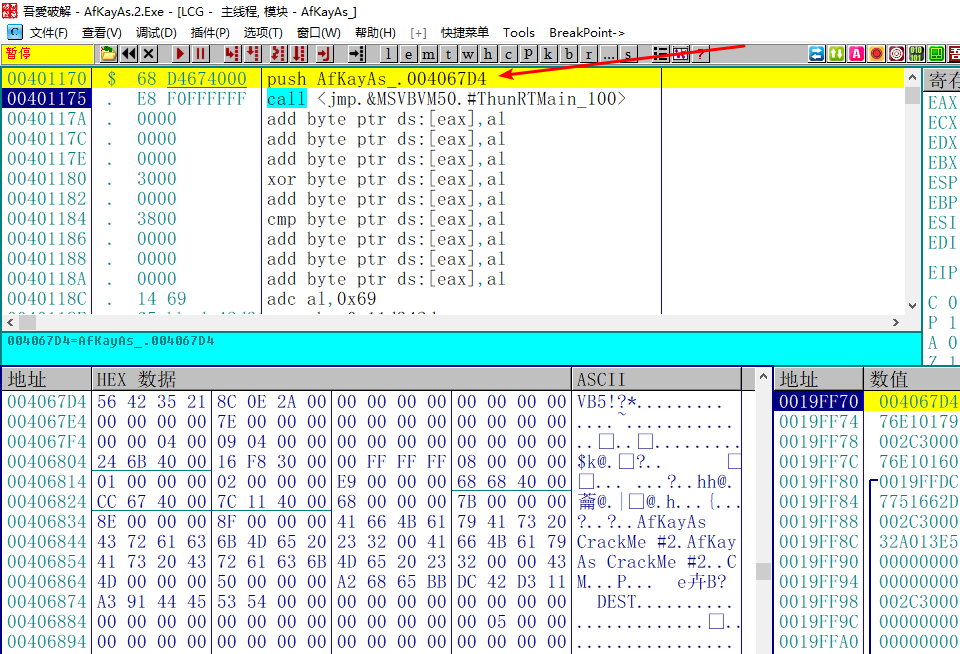 吾愛破解 - AfKayAs.2.Exe - [LCG - 主线程, 模块 - AfKayAs_]
文件(F) 查看(V) 调试(D) 插件(P) 选项(T) 窗口(W) 帮助(H) [+] 快捷菜单 Tools BreakPoint->
暂停 l e m t w h c p k b r ... s ?
00401170 $ 68 D4674000 push AfKayAs_.004067D4
00401175 . E8 F0FFFFFF call <jmp.&MSVBVM50.#ThunRTMain_100>
0040117A . 0000 add byte ptr ds:[eax],al
0040117C . 0000 add byte ptr ds:[eax],al
0040117E . 0000 add byte ptr ds:[eax],al
00401180 . 3000 xor byte ptr ds:[eax],al
00401182 . 0000 add byte ptr ds:[eax],al
00401184 . 3800 cmp byte ptr ds:[eax],al
00401186 . 0000 add byte ptr ds:[eax],al
00401188 . 0000 add byte ptr ds:[eax],al
0040118A . 0000 add byte ptr ds:[eax],al
0040118C . 14 69 adc al,0x69
寄存
EAX
ECX
EDX
EBX
ESP
EBP
ESI
EDI
EIP
C 0
P 1
A 0
Z 1
004067D4=AfKayAs_.004067D4
地址 HEX 数据 ASCII
004067D4 56 42 35 21 8C 0E 2A 00 00 00 00 00 00 00 00 00 VB5!?*.........
004067E4 00 00 00 00 7E 00 00 00 00 00 00 00 00 00 00 00 ....~...........
004067F4 00 00 04 00 09 04 00 00 00 00 00 00 00 00 00 00 ..□..□.........
00406804 24 6B 40 00 16 F8 30 00 00 FF FF FF 08 00 00 00 $k@.□?.. □
00406814 01 00 00 00 02 00 00 00 E9 00 00 00 68 68 40 00 □... ...?..hh@.
00406824 CC 67 40 00 7C 11 40 00 68 00 00 00 7B 00 00 00 @.|□@.h...{...
00406834 8E 00 00 00 8F 00 00 00 41 66 4B 61 79 41 73 20 ?..?..AfKayAs
00406844 43 72 61 63 6B 4D 65 20 23 32 00 41 66 4B 61 79 CrackMe #2.AfKay
00406854 41 73 20 43 72 61 63 6B 4D 65 20 23 32 00 00 43 As CrackMe #2..C
00406864 4D 00 00 00 50 00 00 00 A2 68 65 BB DC 42 D3 11 M...P... e卉B?
00406874 A3 91 44 45 53 54 00 00 00 00 00 00 00 00 00 00 DEST..........
00406884 00 00 00 00 00 00 00 00 00 00 00 00 00 05 00 00 .............□..
00406894 00 00 00 00 00 00 00 00 00 00 00 00 00 00 00 00 ................
地址 数值
0019FF70 004067D4
0019FF74 76E10179
0019FF78 002C3000
0019FF7C 76E10160
0019FF80 0019FFDC
0019FF84 7751662D
0019FF88 002C3000
0019FF8C 32A013E5
0019FF90 00000000
0019FF94 00000000
0019FF98 002C3000
0019FF9C 00000000
0019FFA0 00000000